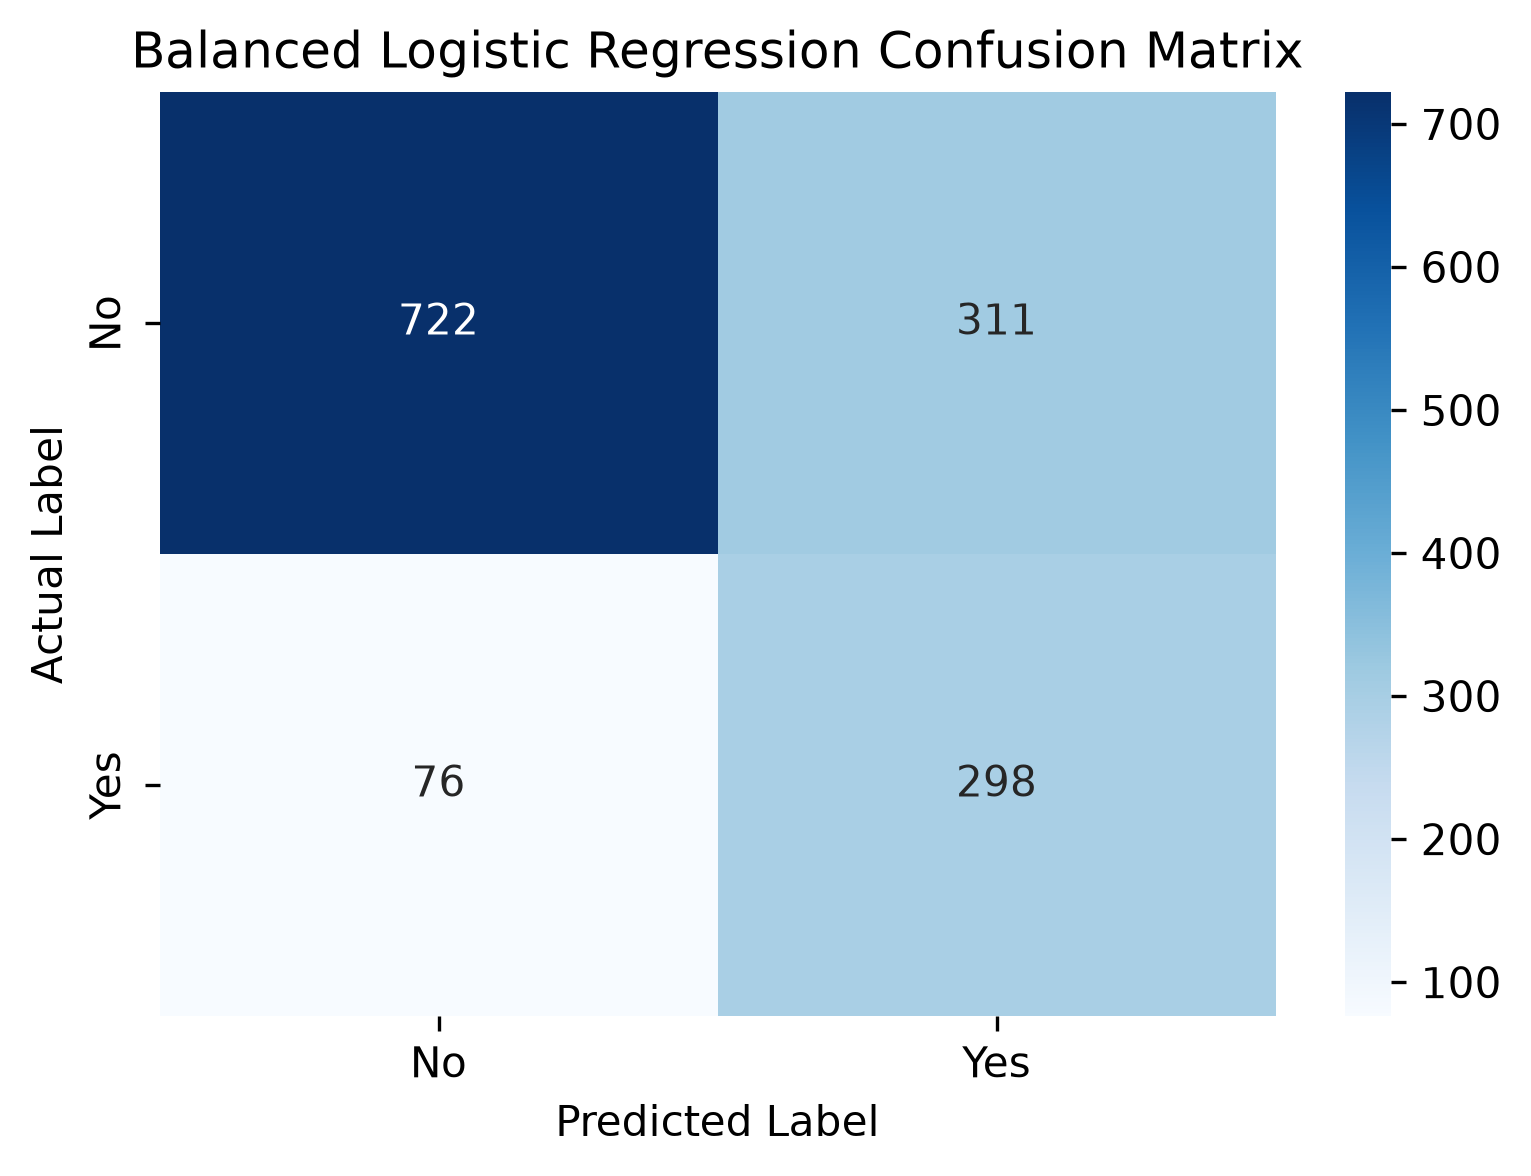 Balanced Logistic Regression Confusion Matrix
Actual Label
No
Yes
722
311
76
298
No
Yes
Predicted Label
700
600
500
400
300
200
100